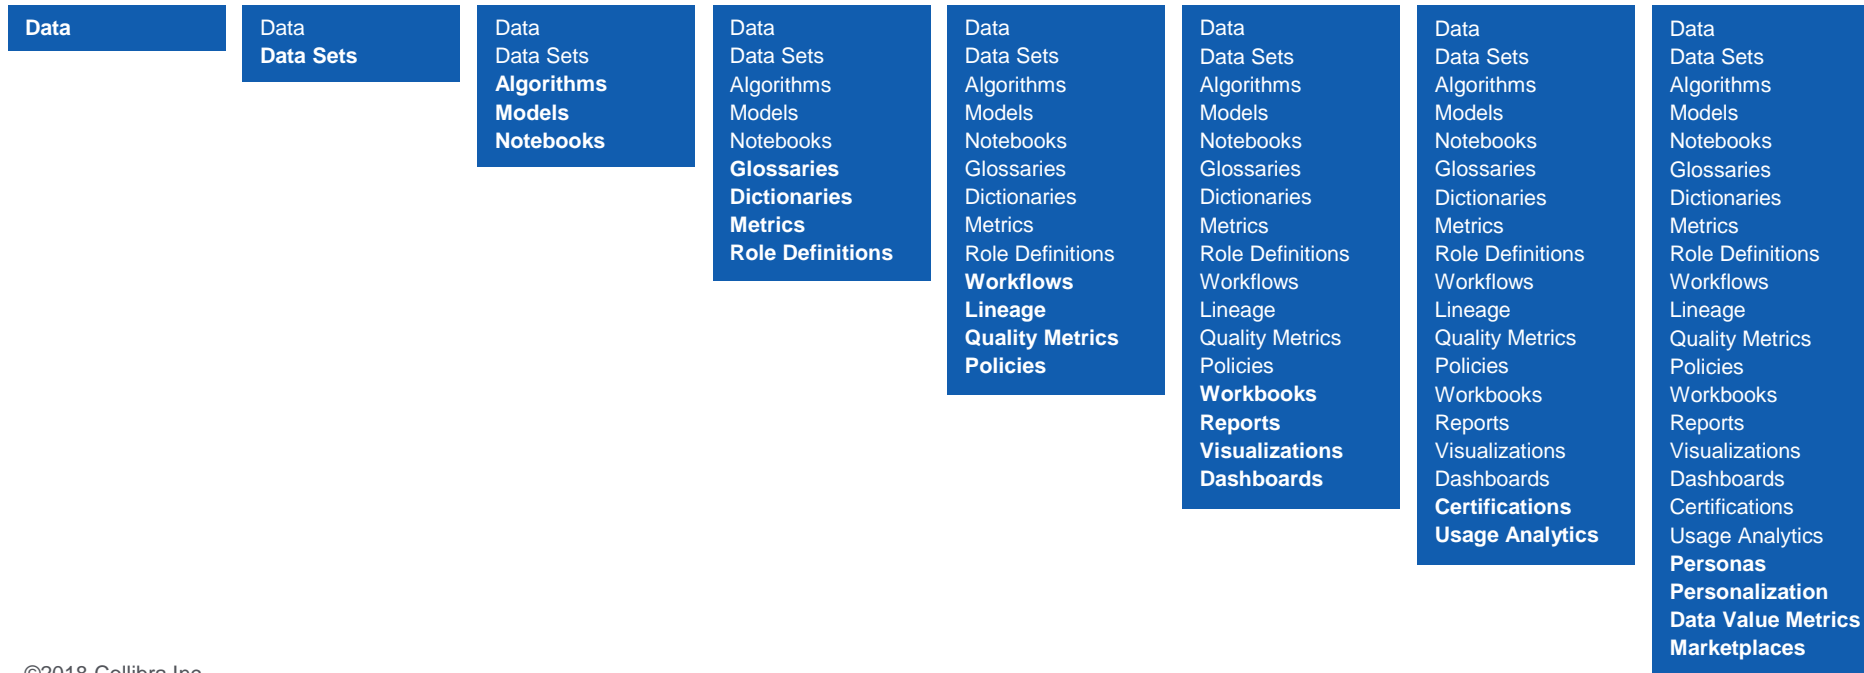 Data
Data
Data Sets
Data
Data Sets
Algorithms
Models
Notebooks
Data
Data Sets
Algorithms
Models
Notebooks
Glossaries
Dictionaries
Metrics
Role Definitions
Data
Data Sets
Algorithms
Models
Notebooks
Glossaries
Dictionaries
Metrics
Role Definitions
Workflows
Lineage
Quality Metrics
Policies
Data
Data Sets
Algorithms
Models
Notebooks
Glossaries
Dictionaries
Metrics
Role Definitions
Workflows
Lineage
Quality Metrics
Policies
Workbooks
Reports
Visualizations
Dashboards
Data
Data Sets
Algorithms
Models
Notebooks
Glossaries
Dictionaries
Metrics
Role Definitions
Workflows
Lineage
Quality Metrics
Policies
Workbooks
Reports
Visualizations
Dashboards
Certifications
Usage Analytics
Data
Data Sets
Algorithms
Models
Notebooks
Glossaries
Dictionaries
Metrics
Role Definitions
Workflows
Lineage
Quality Metrics
Policies
Workbooks
Reports
Visualizations
Dashboards
Certifications
Usage Analytics
Personas
Personalization
Data Value Metrics
Marketplaces
©2018 Collibra Inc